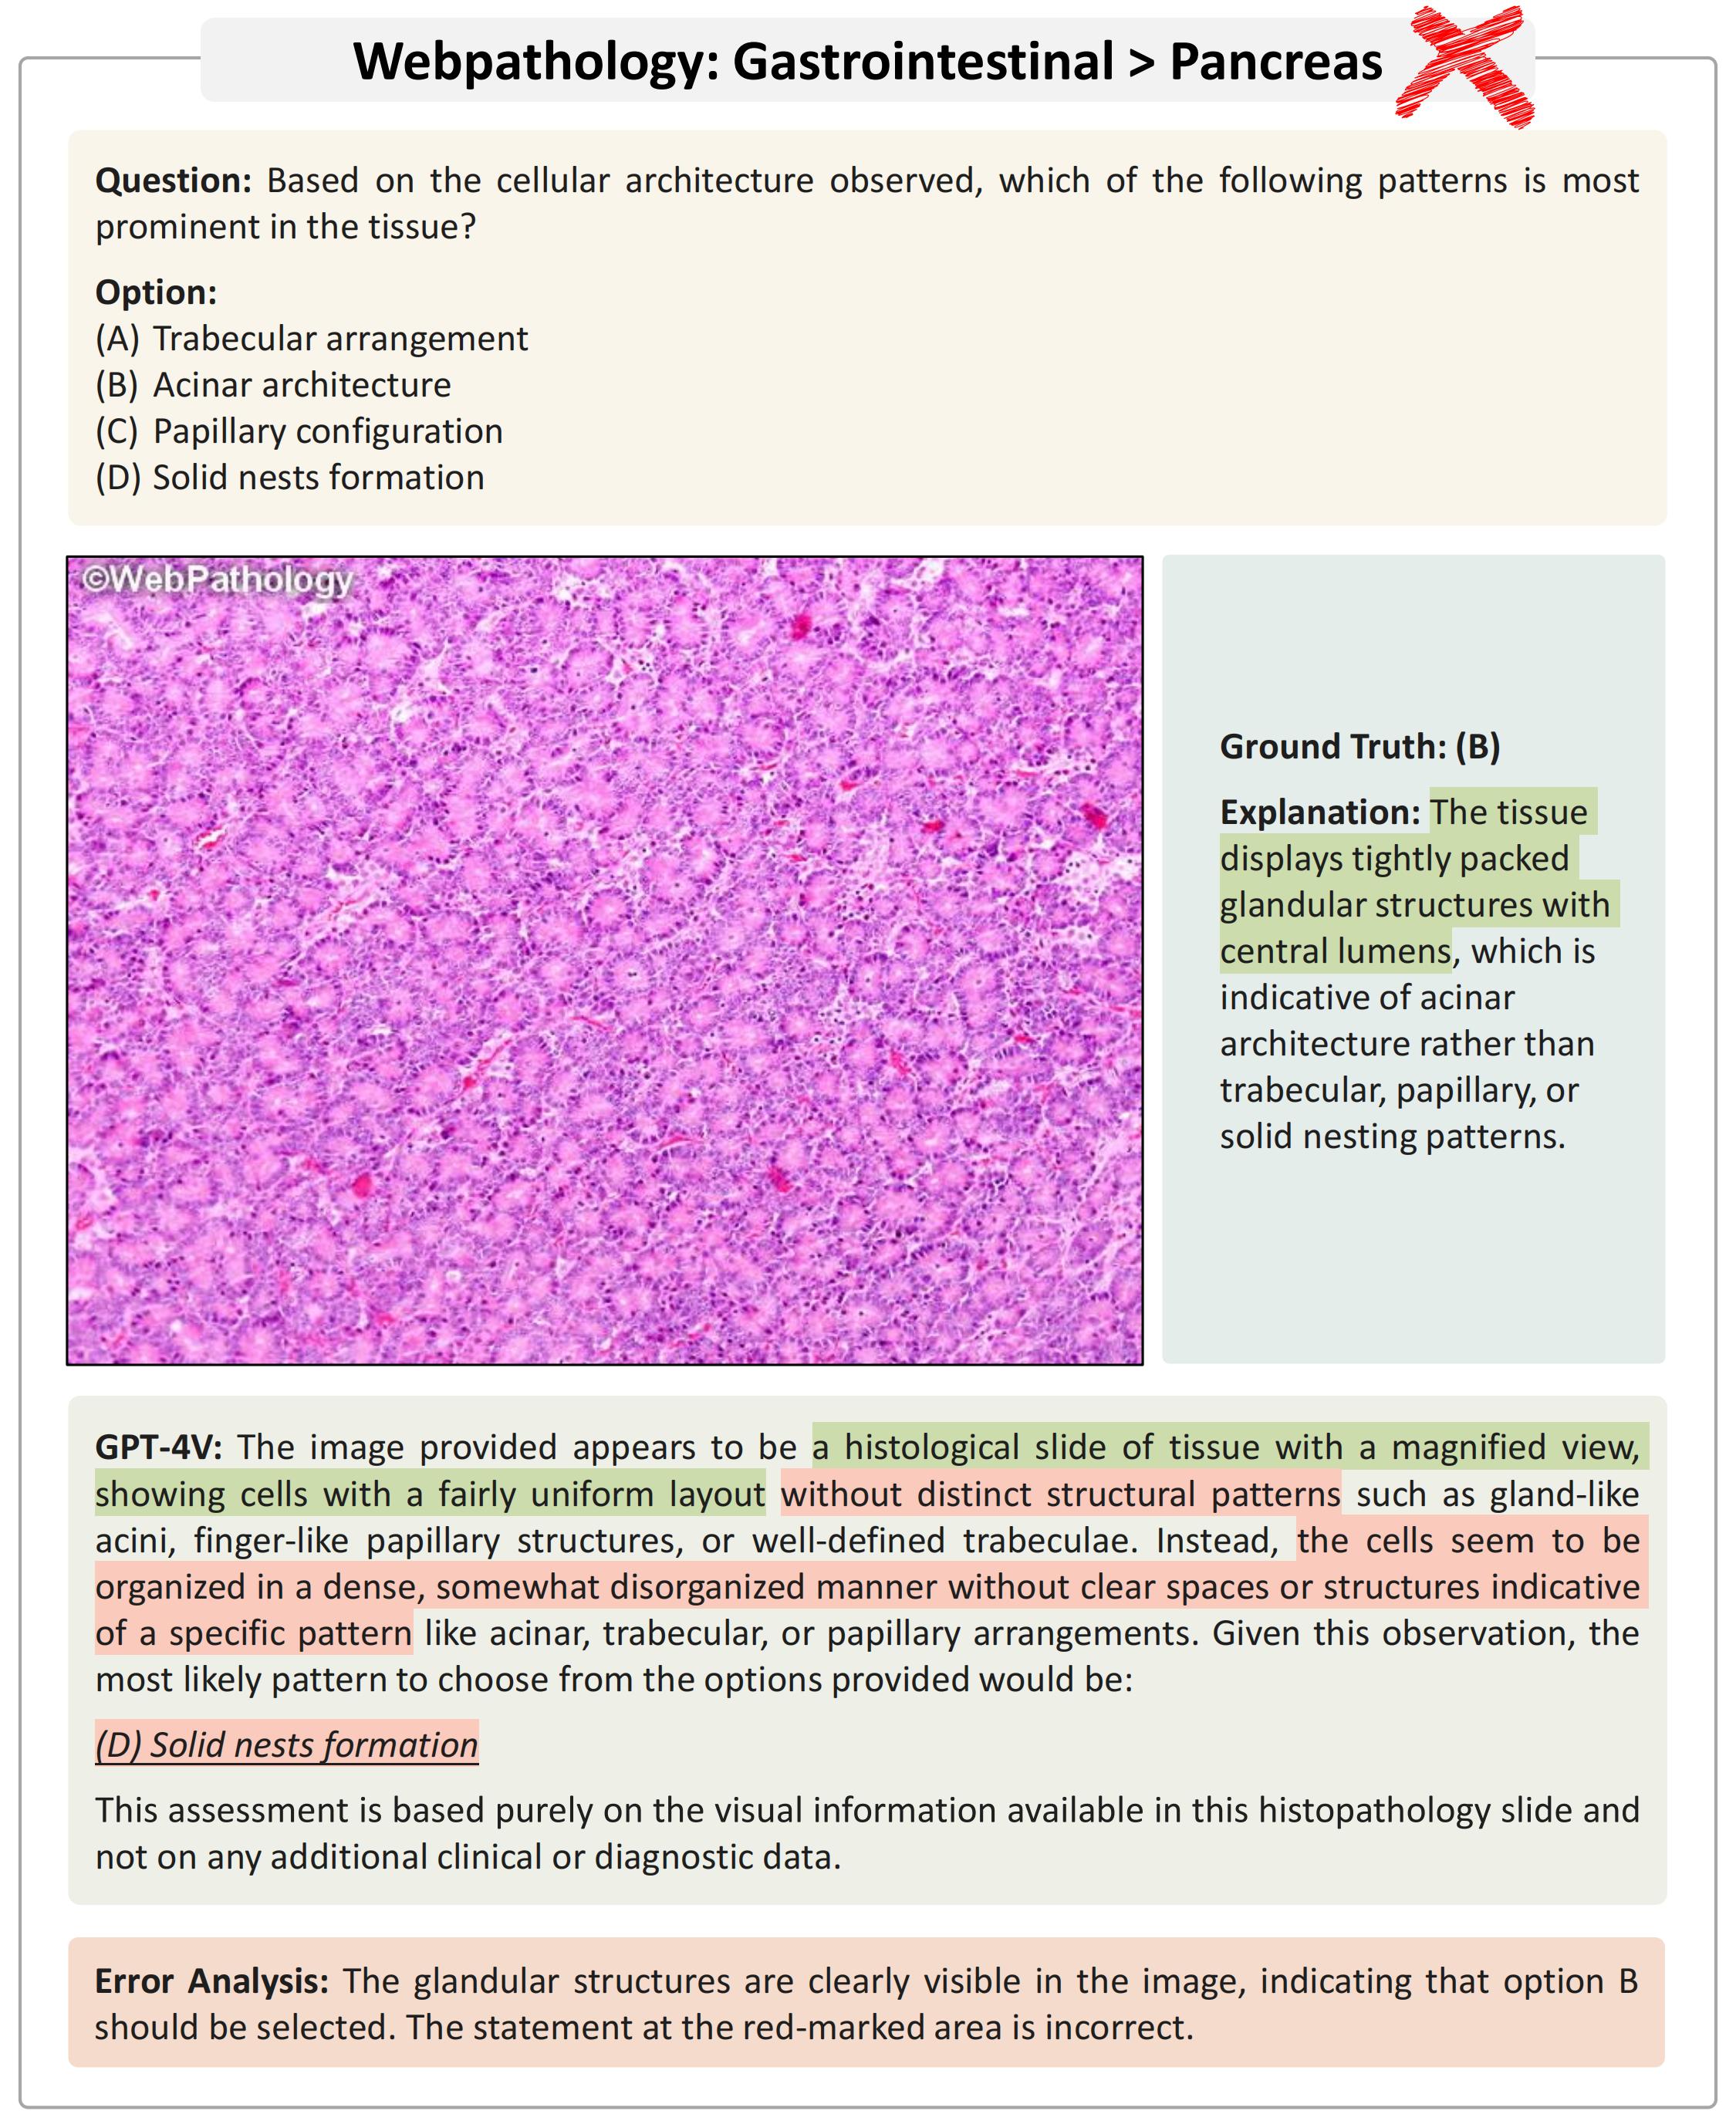 Webpathology: Gastrointestinal > Pancreas
Question: Based on the cellular architecture observed, which of the following patterns is most
prominent in the tissue?
Option:
(A) Trabecular arrangement
(B) Acinar architecture
(C) Papillary configuration
(D) Solid nests formation
©WebPathology
Ground Truth: (B)
Explanation: The tissue
displays tightly packed
glandular structures with
central lumens, which is
indicative of acinar
architecture rather than
trabecular, papillary, or
solid nesting patterns.
GPT-4V: The image provided appears to be a histological slide of tissue with a magnified view,
showing cells with a fairly uniform layout without distinct structural patterns such as gland-like
acini, finger-like papillary structures, or well-defined trabeculae. Instead, the cells seem to be
organized in a dense, somewhat disorganized manner without clear spaces or structures indicative
of a specific pattern like acinar, trabecular, or papillary arrangements. Given this observation, the
most likely pattern to choose from the options provided would be:
(D) Solid nests formation
This assessment is based purely on the visual information available in this histopathology slide and
not on any additional clinical or diagnostic data.
Error Analysis: The glandular structures are clearly visible in the image, indicating that option B
should be selected. The statement at the red-marked area is incorrect.